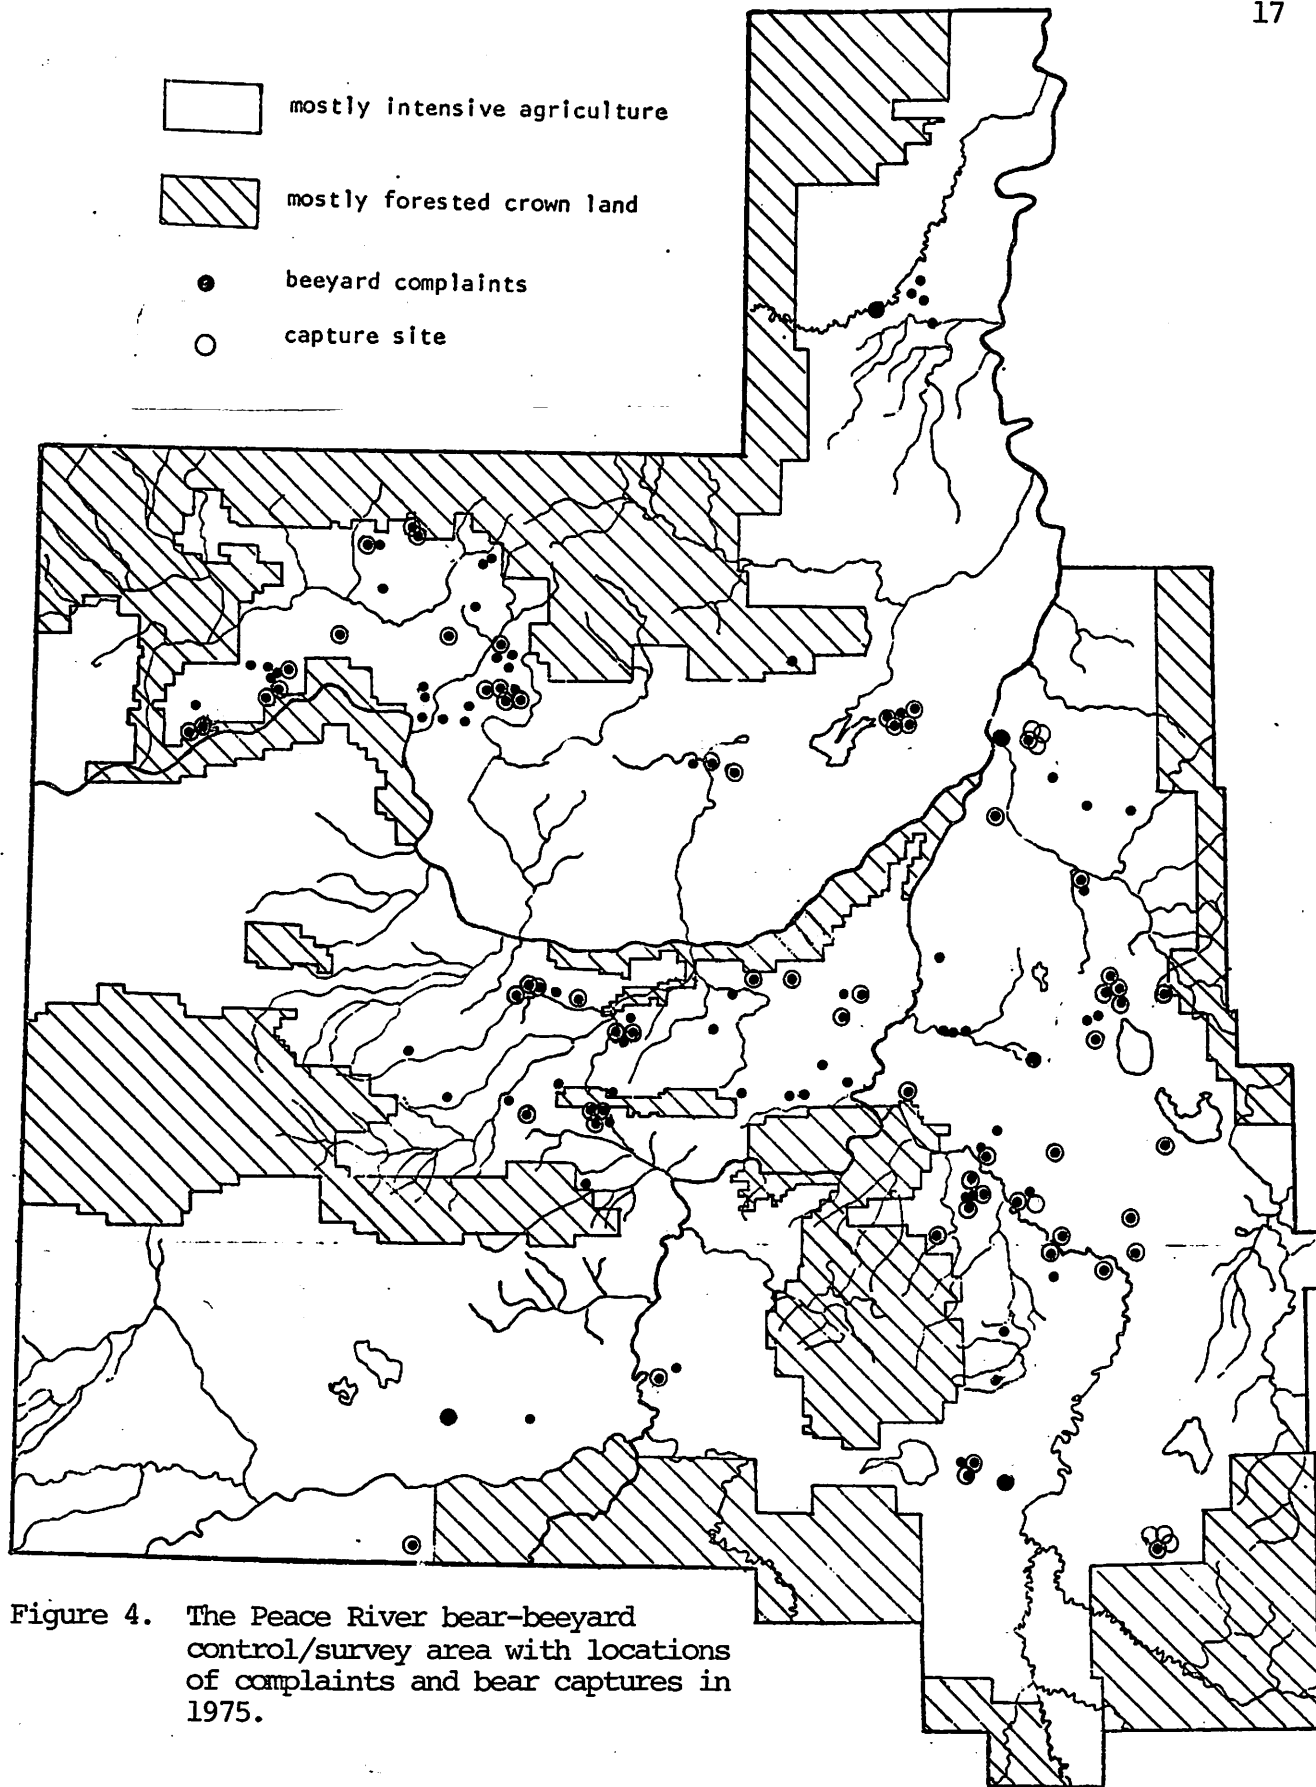 17
mostly intensive agriculture
mostly forested crown land
beeyard complaints
capture site
Figure 4. The Peace River bear-beeyard
control/survey area with locations
of complaints and bear captures in
1975.